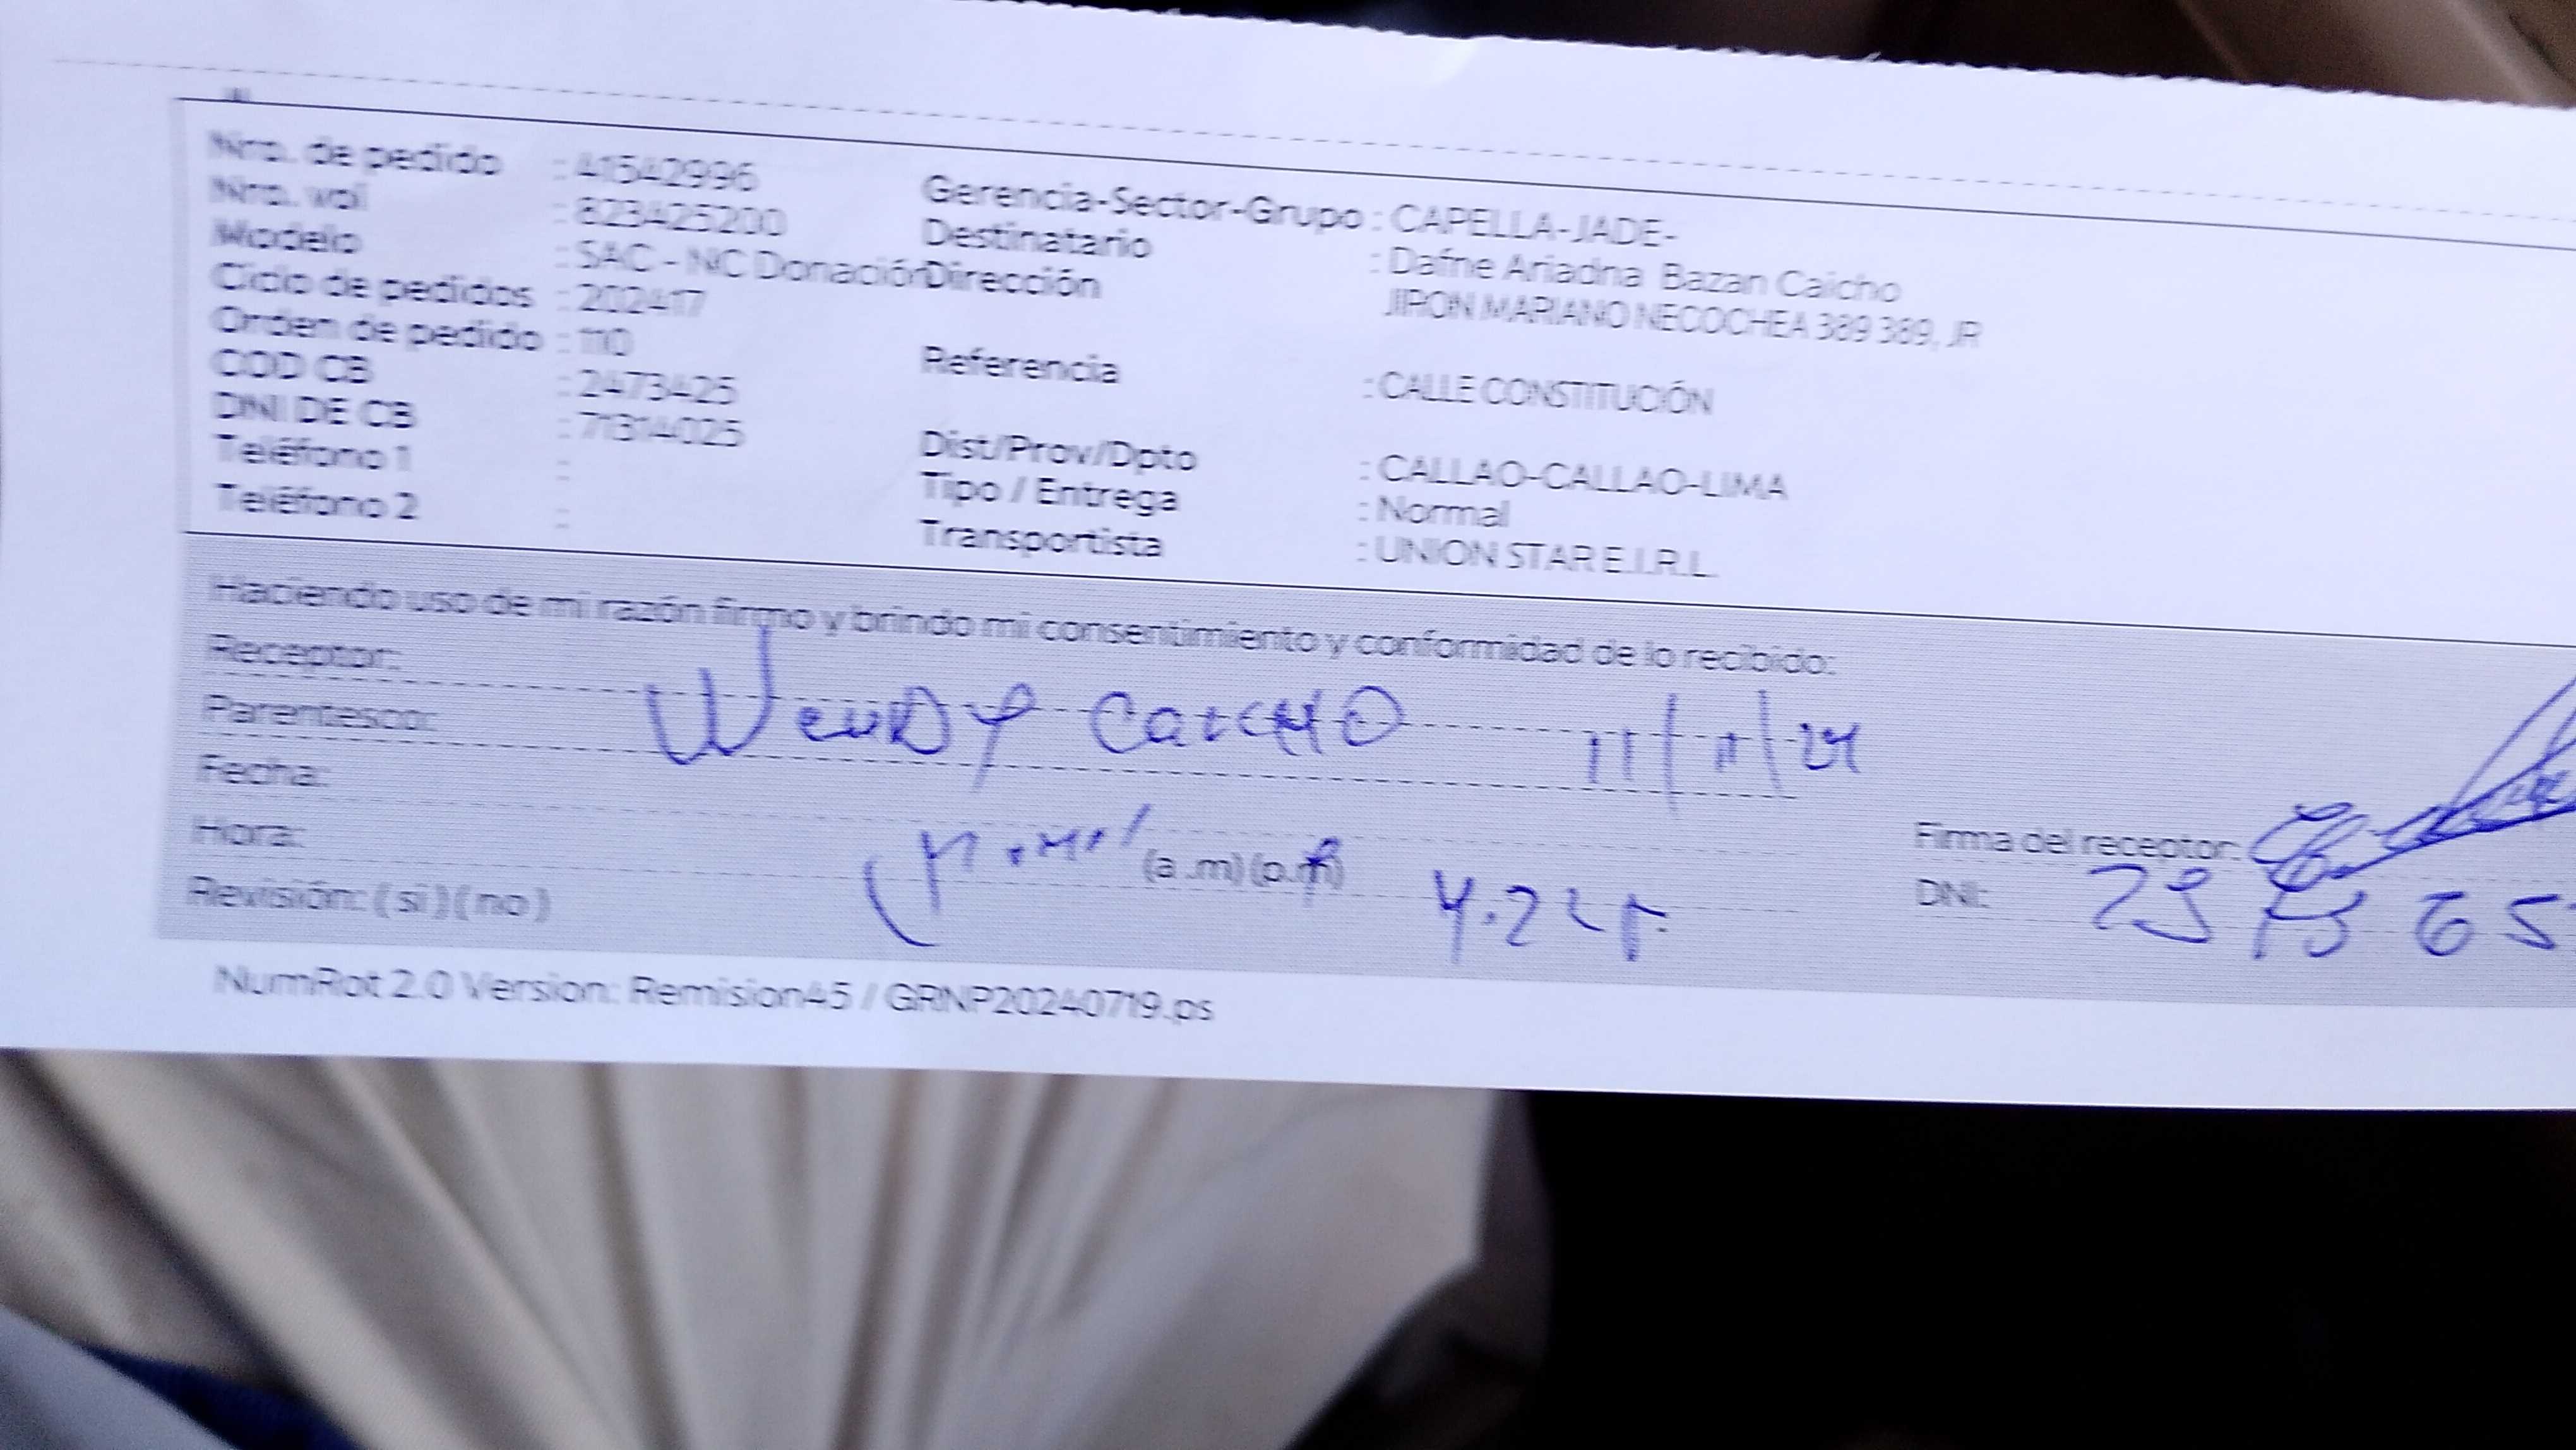 Nro. de pedido : 41542996
Nro. vol : 823425200
Modelo : SAC - NC Donación
Ciclo de pedidos : 202417
Orden de pedido : 110
COD CB : 2473425
DNI DE CB : 71314025
Teléfono 1 :
Teléfono 2 :
Gerencia-Sector-Grupo : CAPELLA-JADE-
Destinatario : Dafne Ariadna Bazan Caicho
Dirección JIRON MARIANO NECOCHEA 389 389, JR
Referencia : CALLE CONSTITUCIÓN
Dist/Prov/Dpto : CALLAO-CALLAO-LIMA
Tipo / Entrega : Normal
Transportista : UNION STAR E.I.R.L.
Haciendo uso de mi razón firmo y brindo mi consentimiento y conformidad de lo recibido:
Receptor:
Parentesco: WenDy CaicHO 11/11/24
Fecha:
Hora: (a.m) (p.m)
Revisión: ( si ) ( no )
Firma del receptor:
DNI:
NumRot 2.0 Version: Remision45 / GRNP20240719.ps